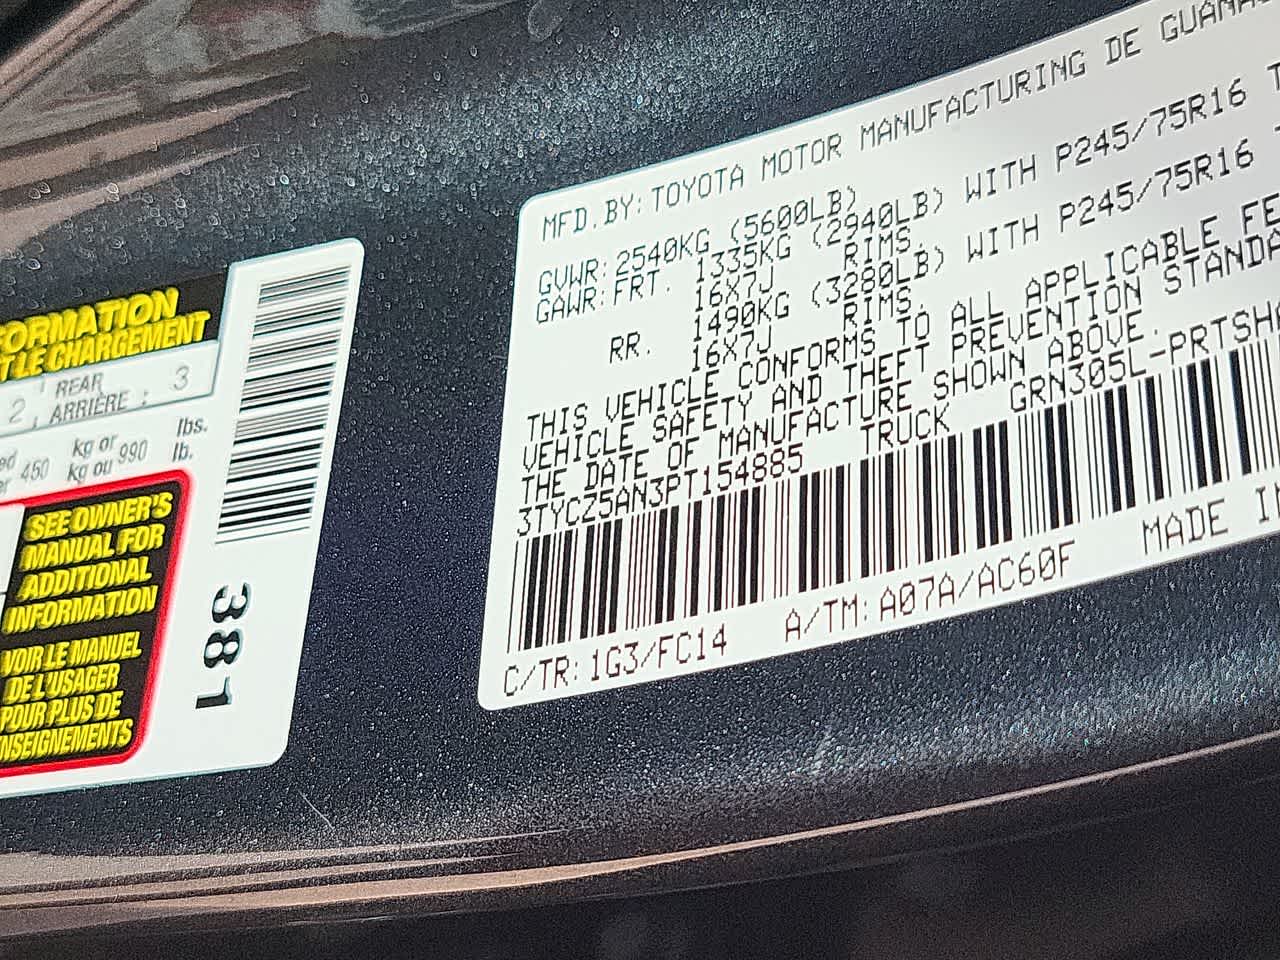 FORMATION
T LE CHARGEMENT
2, REAR
ARRIÈRE : 3
450 kg or
kg ou 990 lbs.
lb.
SEE OWNER'S
MANUAL FOR
ADDITIONAL
INFORMATION
VOIR LE MANUEL
DE L'USAGER
POUR PLUS DE
NSEIGNEMENTS
381
MFD.BY:TOYOTA MOTOR MANUFACTURING DE GUANA
GVWR:2540KG (5600LB)
GAWR:FRT. 1335KG (2940LB) WITH P245/75R16 T
16X7J RIMS,
RR. 1490KG (3280LB) WITH P245/75R16
16X7J RIMS,
THIS VEHICLE CONFORMS TO ALL APPLICABLE FE
VEHICLE SAFETY AND THEFT PREVENTION STANDA
THE DATE OF MANUFACTURE SHOWN ABOVE.
3TYCZ5AN3PT154885 TRUCK GRN305L-PRTSH
C/TR:1G3/FC14 A/TM:A07A/AC60F MADE IN